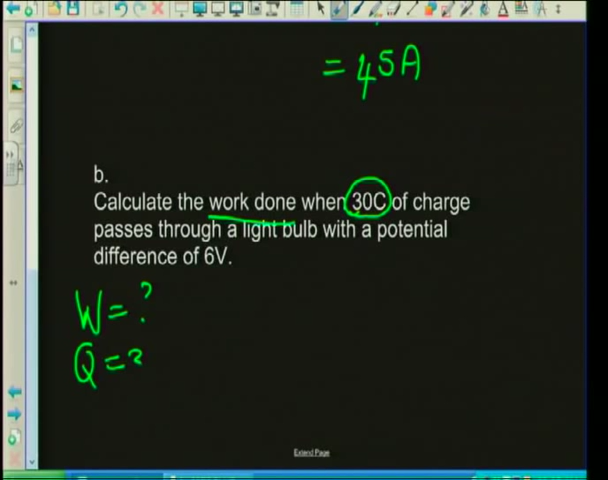 = 45A
b.
Calculate the work done when 30C of charge
passes through a light bulb with a potential
difference of 6V.
W = ?
Q = 3
Extend Page